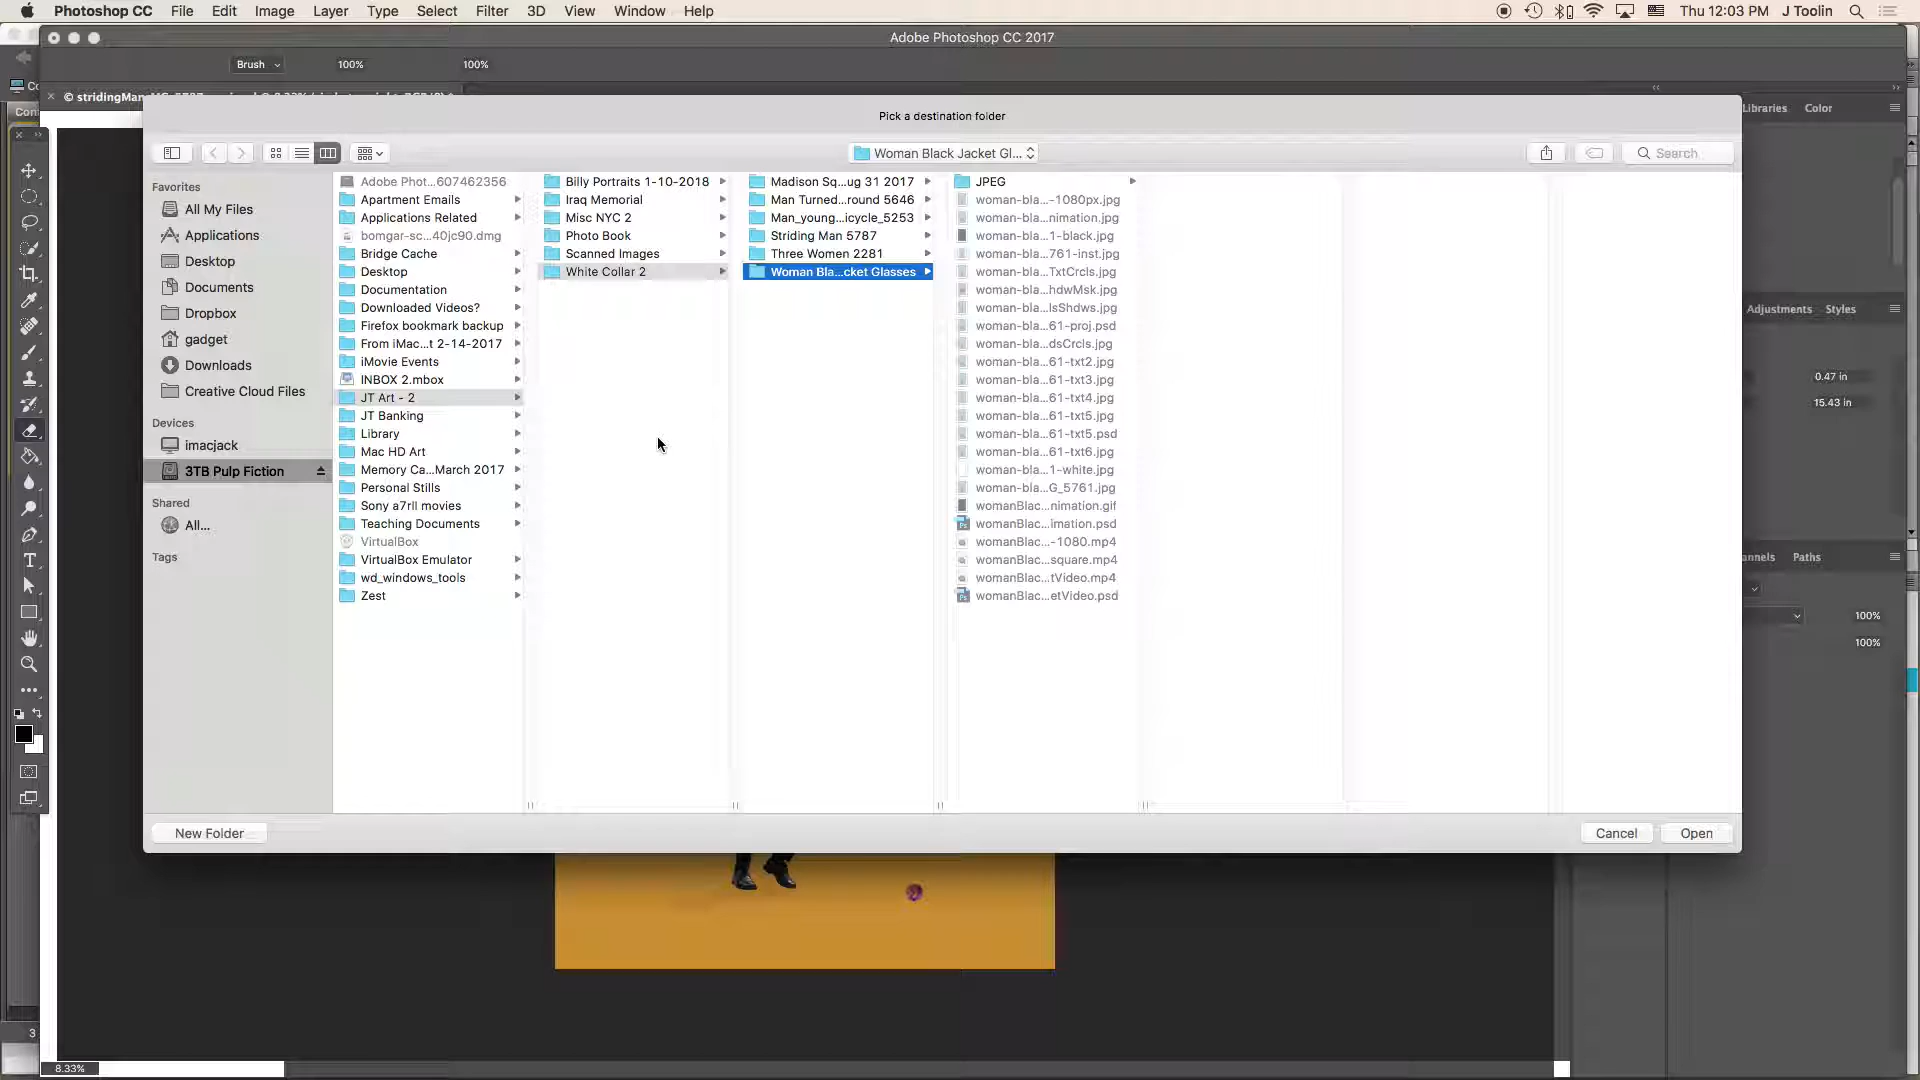 Photoshop CC File Edit Image Layer Type Select Filter 3D View Window Help Thu 12:03 PM J Toolin
Adobe Photoshop CC 2017
Brush 100% 100%
Pick a destination folder
Libraries Color
Woman Black Jacket Gl... Search
Favorites
All My Files
Applications
Desktop
Documents
Dropbox
gadget
Downloads
Creative Cloud Files
Devices
imacjack
3TB Pulp Fiction
Shared
All...
Tags
Adobe Phot...607462356
Apartment Emails
Applications Related
bomgar-sc...40jc90.dmg
Bridge Cache
Desktop
Documentation
Downloaded Videos?
Firefox bookmark backup
From iMac...t 2-14-2017
iMovie Events
INBOX 2.mbox
JT Art - 2
JT Banking
Library
Mac HD Art
Memory Ca...March 2017
Personal Stills
Sony a7rll movies
Teaching Documents
VirtualBox
VirtualBox Emulator
wd_windows_tools
Zest
Billy Portraits 1-10-2018
Iraq Memorial
Misc NYC 2
Photo Book
Scanned Images
White Collar 2
Madison Sq...ug 31 2017
Man Turned...round 5646
Man_young...icycle_5253
Striding Man 5787
Three Women 2281
Woman Bla...cket Glasses
JPEG
woman-bla...-1080px.jpg
woman-bla...nimation.jpg
woman-bla...1-black.jpg
woman-bla...761-inst.jpg
woman-bla...TxtCrcls.jpg
woman-bla...hdwMsk.jpg
woman-bla...lsShdws.jpg
woman-bla...61-proj.psd
woman-bla...dsCrcls.jpg
woman-bla...61-txt2.jpg
woman-bla...61-txt3.jpg
woman-bla...61-txt4.jpg
woman-bla...61-txt5.jpg
woman-bla...61-txt5.psd
woman-bla...61-txt6.jpg
woman-bla...1-white.jpg
woman-bla...G_5761.jpg
womanBlac...nimation.gif
womanBlac...imation.psd
womanBlac...-1080.mp4
womanBlac...square.mp4
womanBlac...tVideo.mp4
womanBlac...etVideo.psd
Adjustments Styles
0.47 in
15.43 in
annels Paths
100%
100%
New Folder Cancel Open
3
8.33%